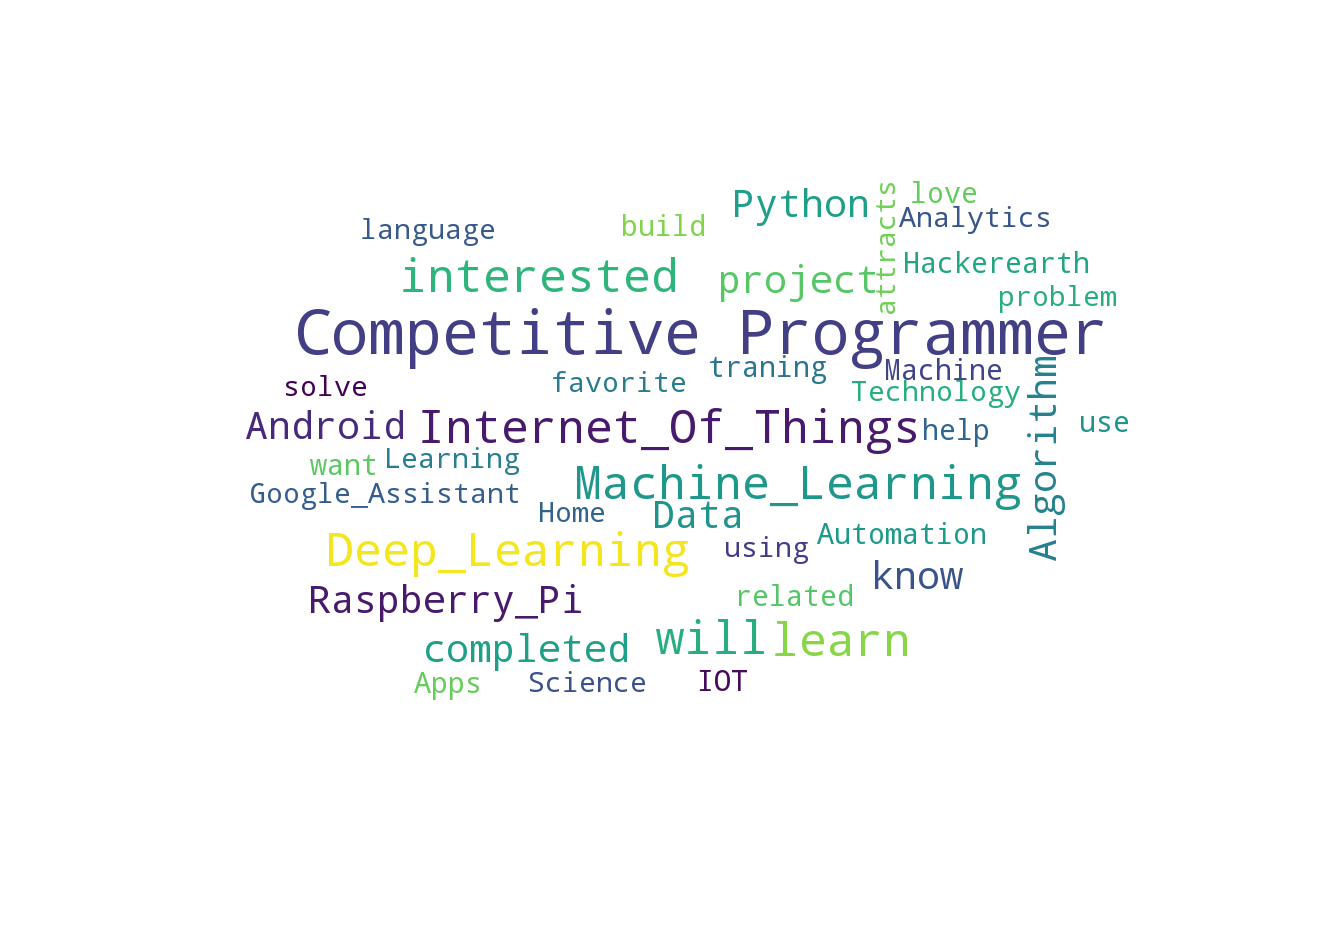 love
Python
attracts
Analytics
language
build
Hackerearth
interested
project
problem
Competitive Programmer
traning
Machine
solve
favorite
Technology
Android
Internet_Of_Things
help
use
Algorithm
want
Learning
Machine_Learning
Google_Assistant
Home
Data
Automation
Deep_Learning
using
know
Raspberry_Pi
related
completed
will
learn
Apps
Science
IOT